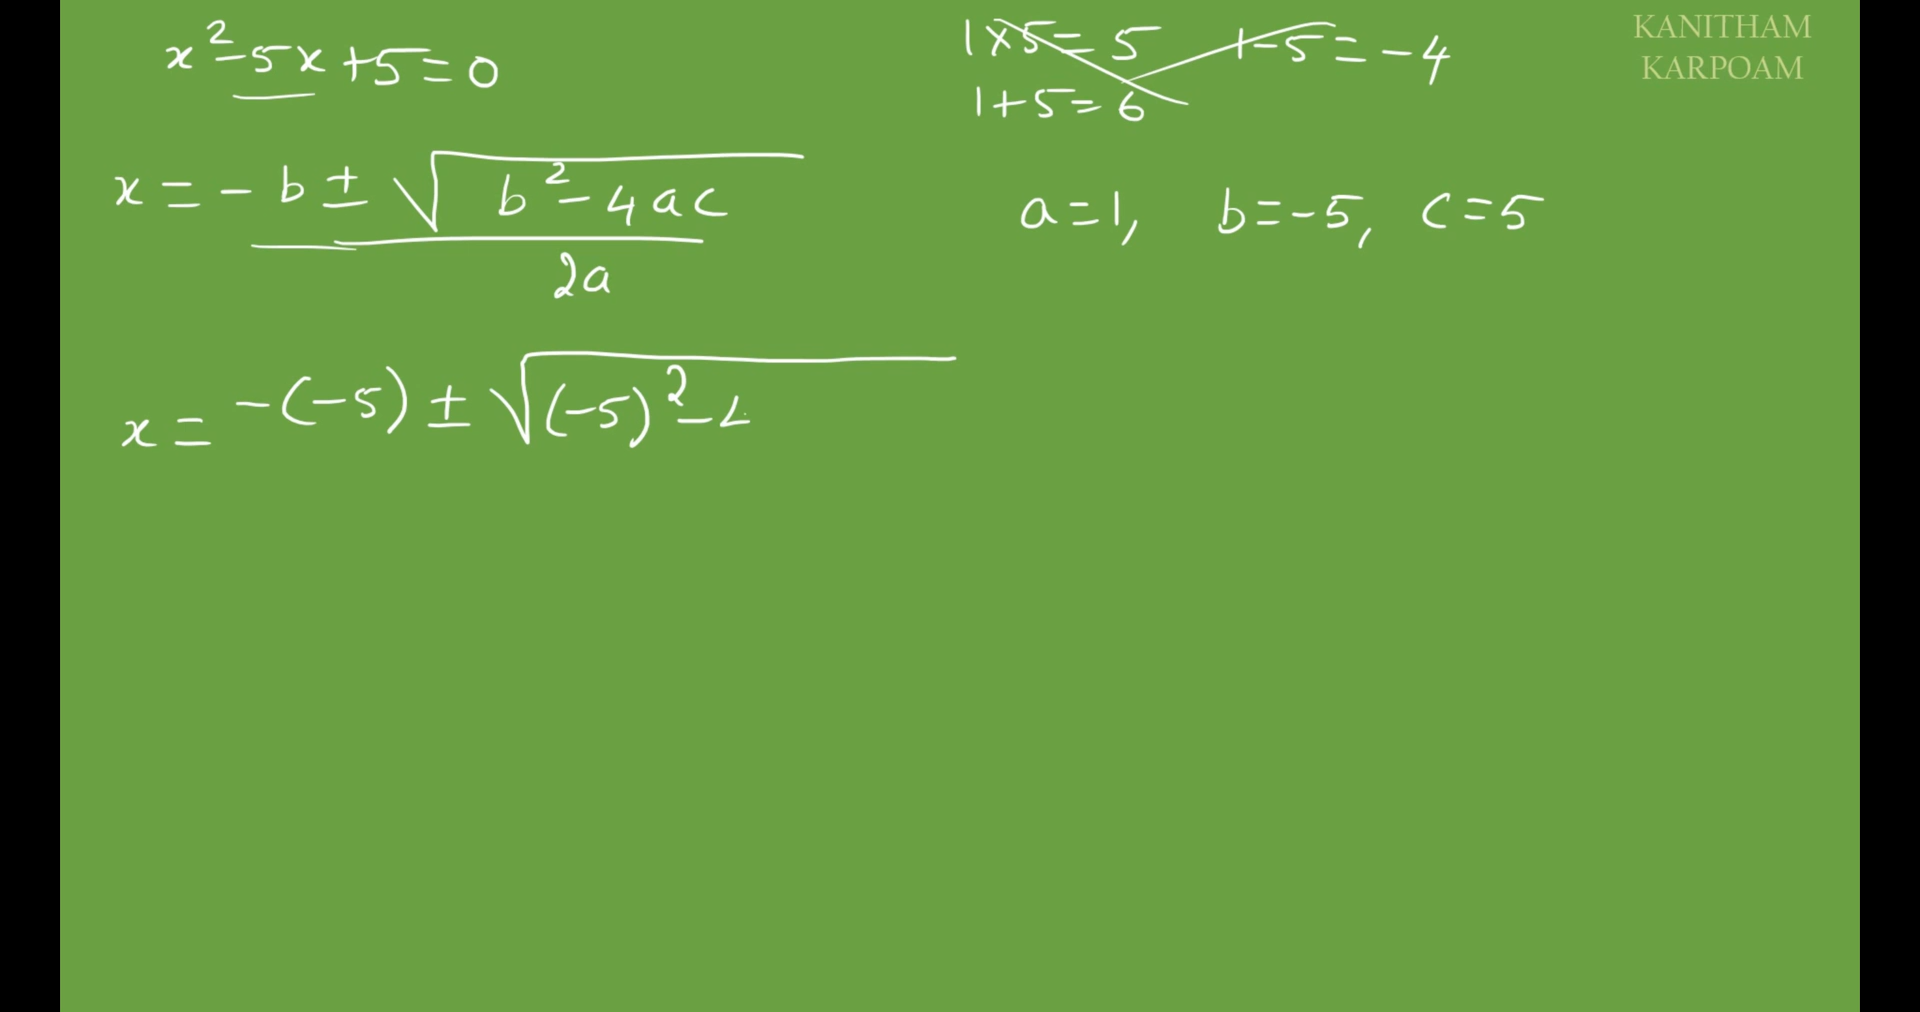 x² - 5x + 5 = 0
1 × 5 = 5
1 - 5 = -4
1 + 5 = 6
KANITHAM
KARPOAM
x = -b ± √(b² - 4ac) / 2a
a = 1, b = -5, c = 5
x = -(-5) ± √((-5)² - 4